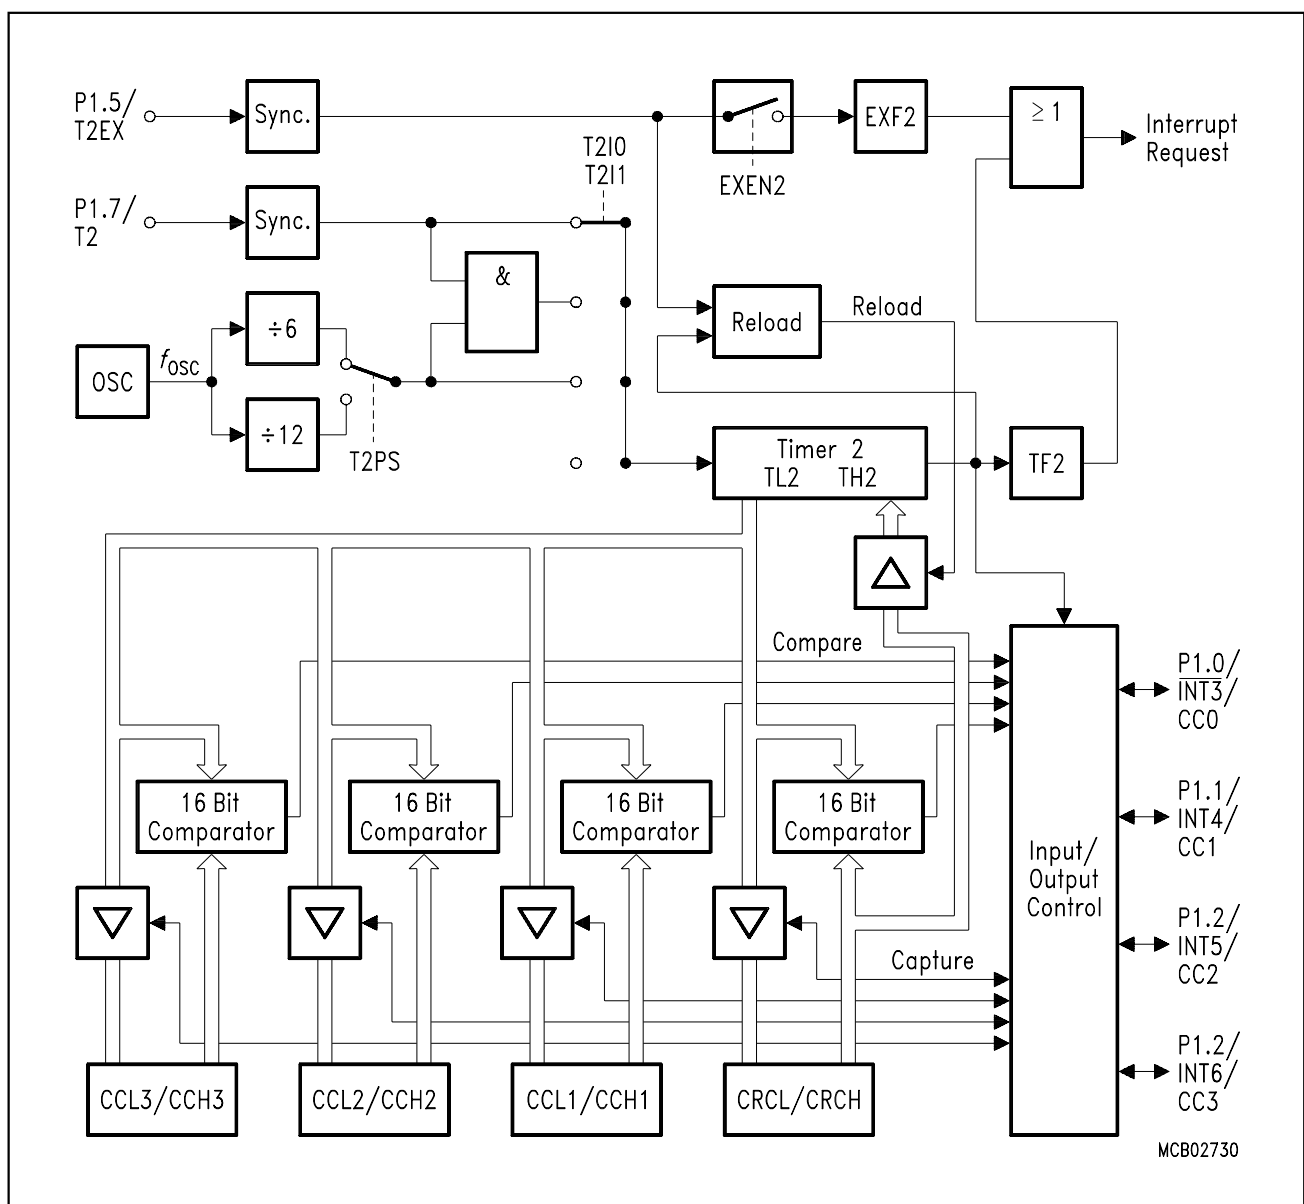 P1.5/
T2EX
Sync.
EXEN2
EXF2
≥1
Interrupt
Request
T2I0
T2I1
P1.7/
T2
Sync.
&
Reload
Reload
÷6
OSC
fOSC
÷12
T2PS
Timer 2
TL2 TH2
TF2
Compare
16 Bit
Comparator
16 Bit
Comparator
16 Bit
Comparator
16 Bit
Comparator
Input/
Output
Control
P1.0/
INT3/
CC0
P1.1/
INT4/
CC1
P1.2/
INT5/
CC2
P1.2/
INT6/
CC3
Capture
CCL3/CCH3
CCL2/CCH2
CCL1/CCH1
CRCL/CRCH
MCB02730